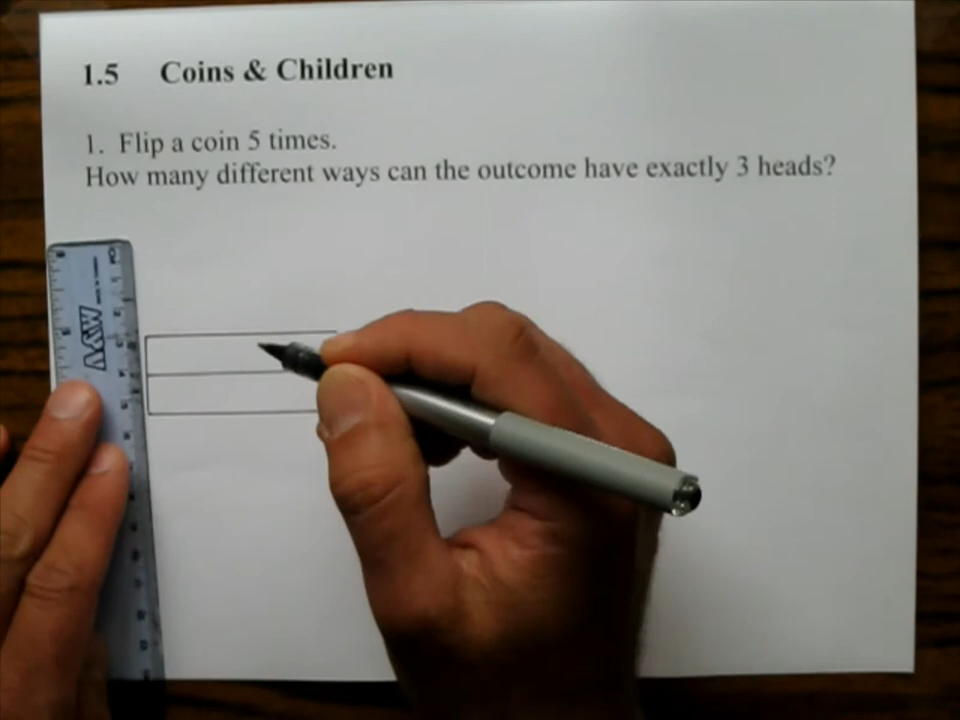 1.5 Coins & Children
1. Flip a coin 5 times.
How many different ways can the outcome have exactly 3 heads?